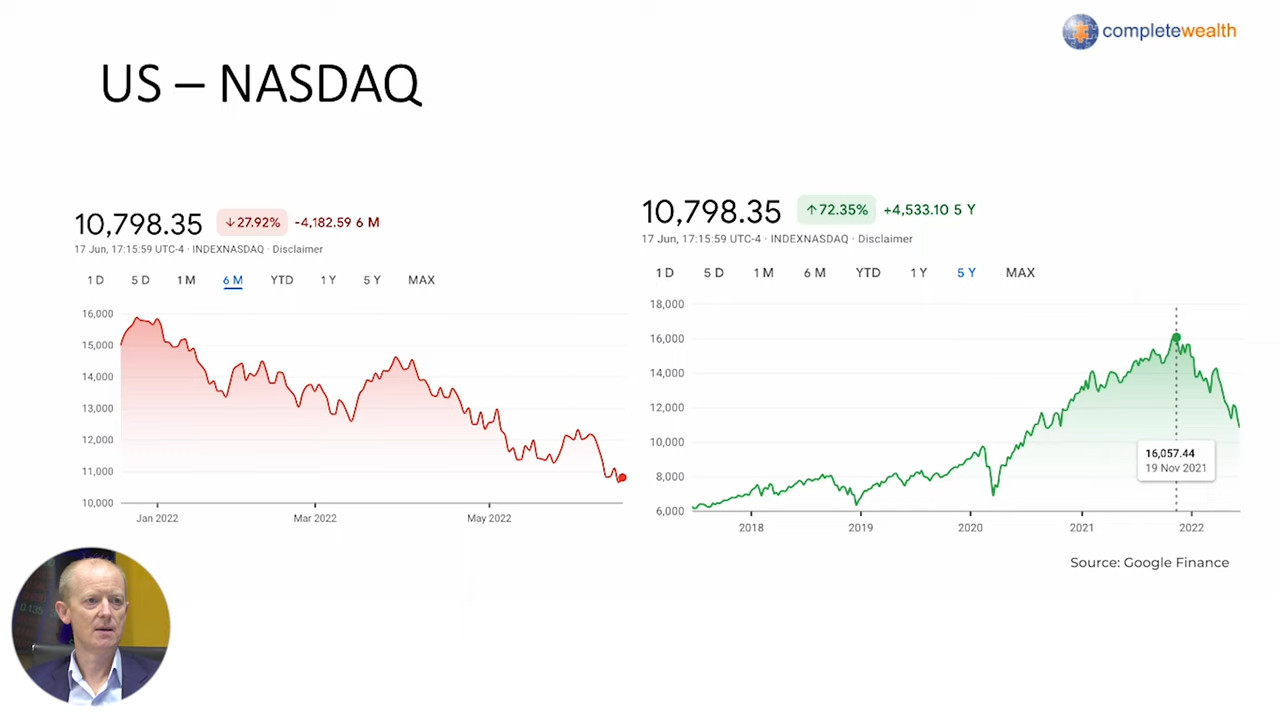 completewealth
US – NASDAQ
10,798.35 ↓27.92% -4,182.59 6 M
17 Jun, 17:15:59 UTC-4 · INDEXNASDAQ · Disclaimer
1 D 5 D 1 M 6 M YTD 1 Y 5 Y MAX
16,000
15,000
14,000
13,000
12,000
11,000
10,000
Jan 2022 Mar 2022 May 2022
10,798.35 ↑72.35% +4,533.10 5 Y
17 Jun, 17:15:59 UTC-4 · INDEXNASDAQ · Disclaimer
1 D 5 D 1 M 6 M YTD 1 Y 5 Y MAX
18,000
16,000
14,000
12,000
10,000
8,000
6,000
16,057.44
19 Nov 2021
2018 2019 2020 2021 2022
Source: Google Finance
0.135